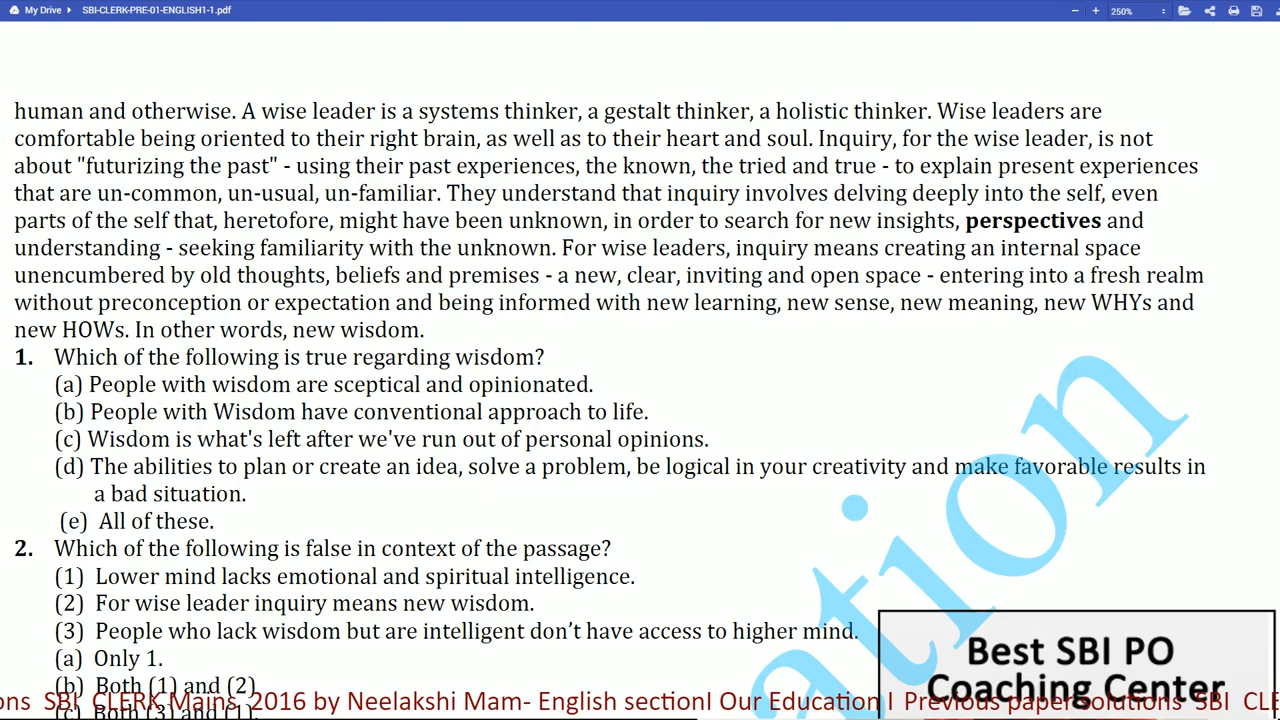 My Drive SBI-CLERK-PRE-01-ENGLISH1-1.pdf 250%
human and otherwise. A wise leader is a systems thinker, a gestalt thinker, a holistic thinker. Wise leaders are
comfortable being oriented to their right brain, as well as to their heart and soul. Inquiry, for the wise leader, is not
about "futurizing the past" - using their past experiences, the known, the tried and true - to explain present experiences
that are un-common, un-usual, un-familiar. They understand that inquiry involves delving deeply into the self, even
parts of the self that, heretofore, might have been unknown, in order to search for new insights, perspectives and
understanding - seeking familiarity with the unknown. For wise leaders, inquiry means creating an internal space
unencumbered by old thoughts, beliefs and premises - a new, clear, inviting and open space - entering into a fresh realm
without preconception or expectation and being informed with new learning, new sense, new meaning, new WHYs and
new HOWs. In other words, new wisdom.
1. Which of the following is true regarding wisdom?
(a) People with wisdom are sceptical and opinionated.
(b) People with Wisdom have conventional approach to life.
(c) Wisdom is what's left after we've run out of personal opinions.
(d) The abilities to plan or create an idea, solve a problem, be logical in your creativity and make favorable results in
a bad situation.
(e) All of these.
2. Which of the following is false in context of the passage?
(1) Lower mind lacks emotional and spiritual intelligence.
(2) For wise leader inquiry means new wisdom.
(3) People who lack wisdom but are intelligent don't have access to higher mind.
(a) Only 1.
(b) Both (1) and (2)
(c) Both (3) and (1).
ation
Best SBI PO
Coaching Center
ons SBI CLERK Mains 2016 by Neelakshi Mam- English sectionI Our Education I Previous paper solutions SBI CLE